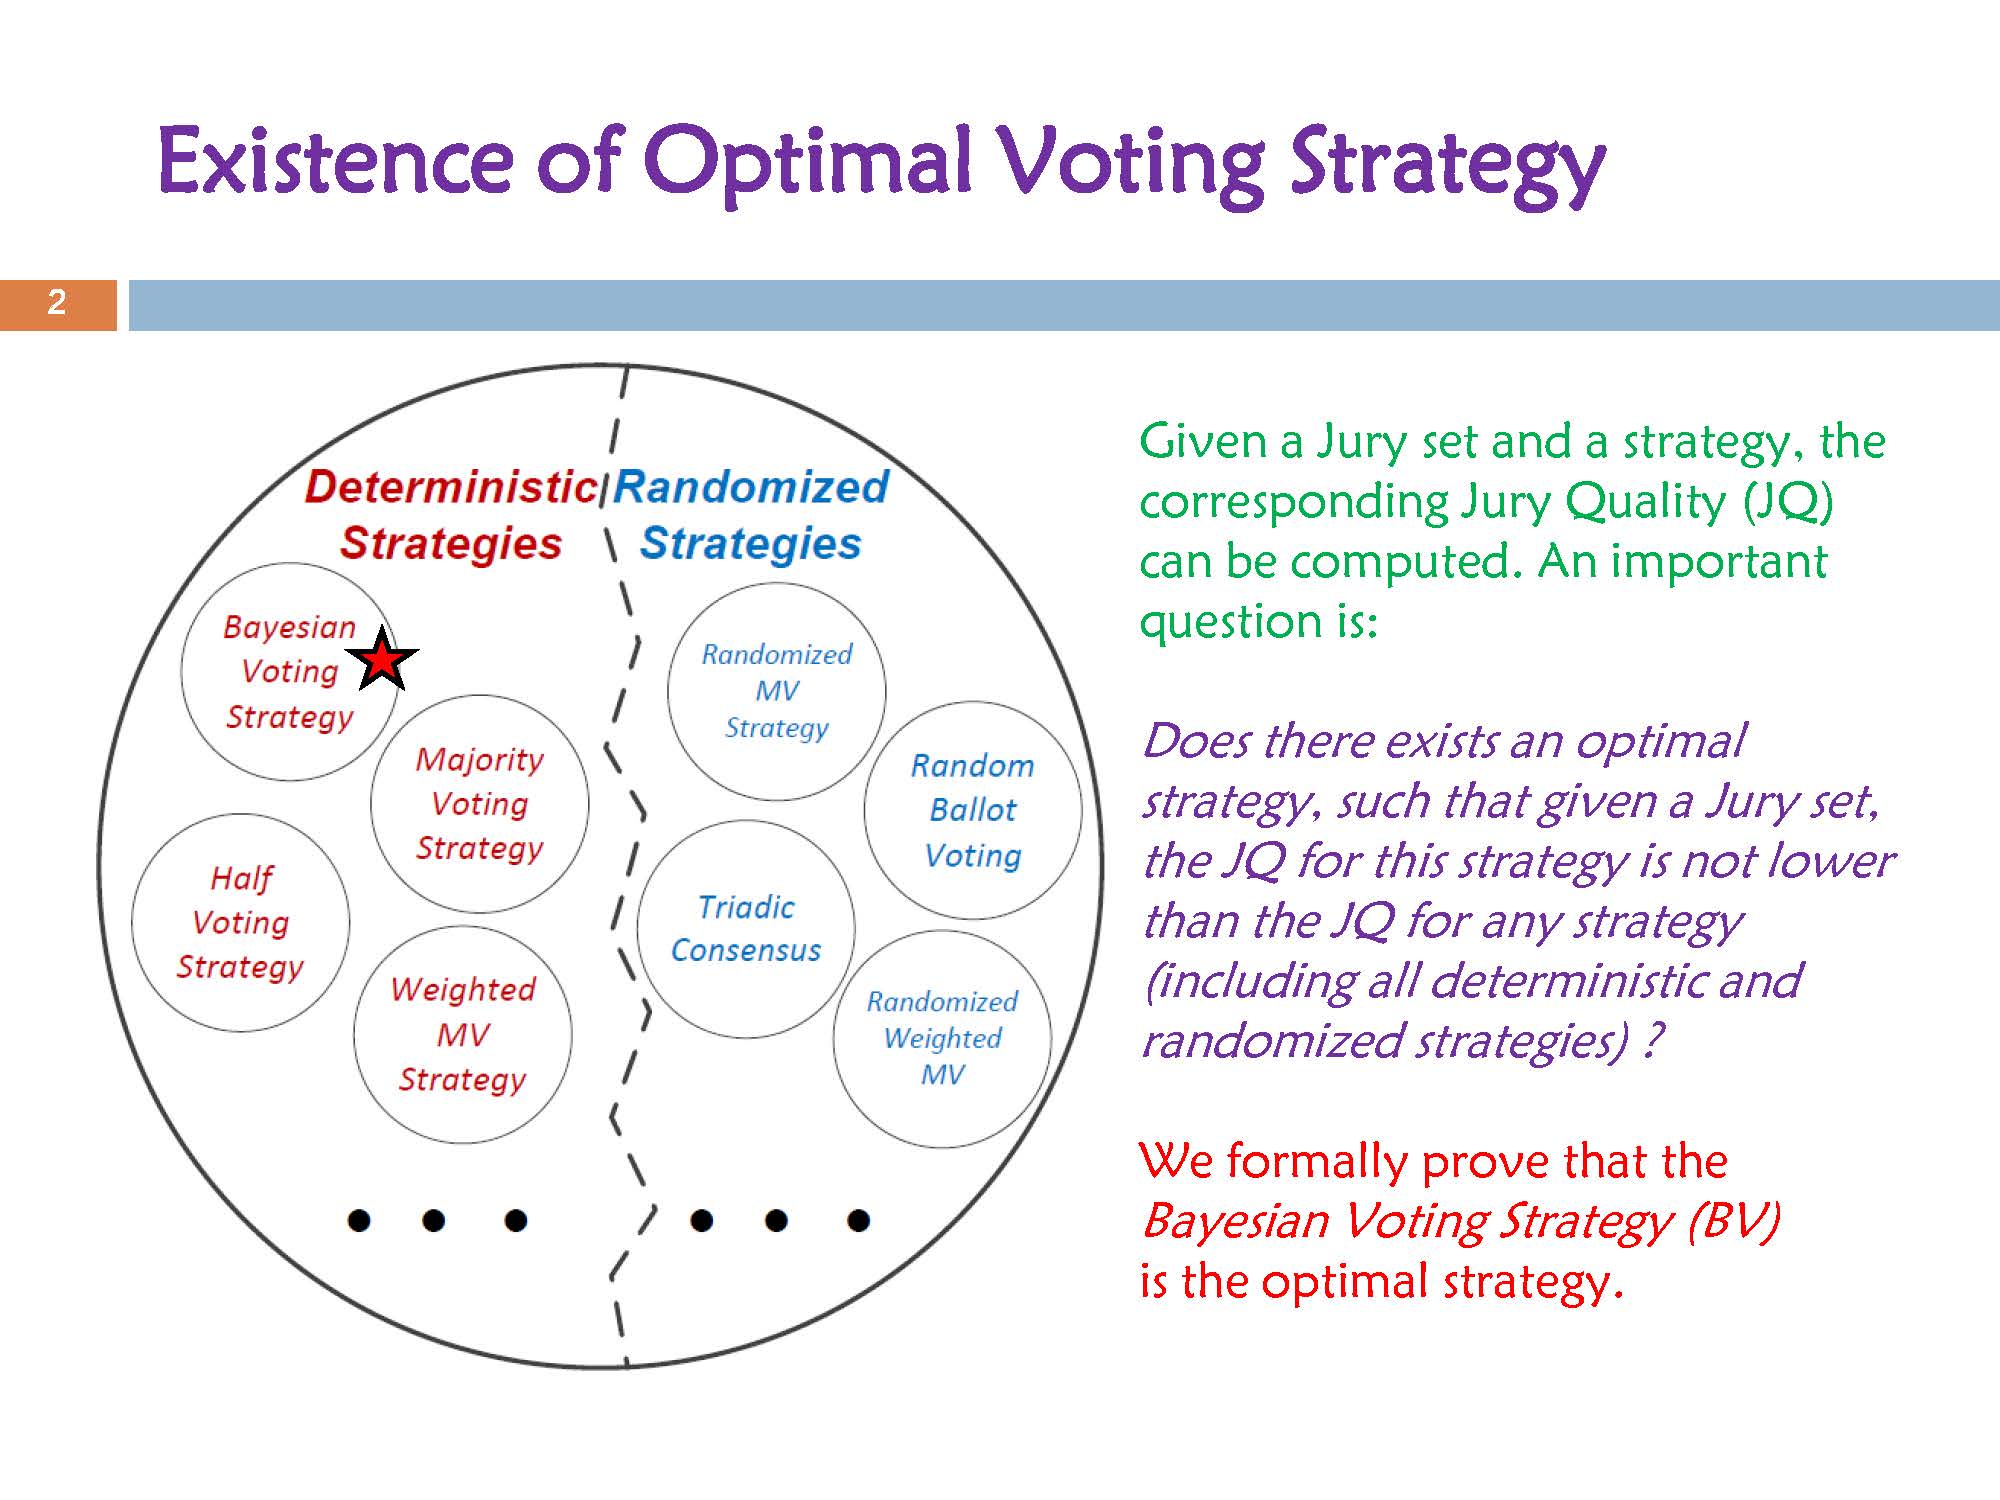 Existence of Optimal Voting Strategy
2
Deterministic
Strategies
Randomized
Strategies
Bayesian
Voting
Strategy
Majority
Voting
Strategy
Half
Voting
Strategy
Weighted
MV
Strategy
Randomized
MV
Strategy
Random
Ballot
Voting
Triadic
Consensus
Randomized
Weighted
MV
Given a Jury set and a strategy, the
corresponding Jury Quality (JQ)
can be computed. An important
question is:
Does there exists an optimal
strategy, such that given a Jury set,
the JQ for this strategy is not lower
than the JQ for any strategy
(including all deterministic and
randomized strategies) ?
We formally prove that the
Bayesian Voting Strategy (BV)
is the optimal strategy.